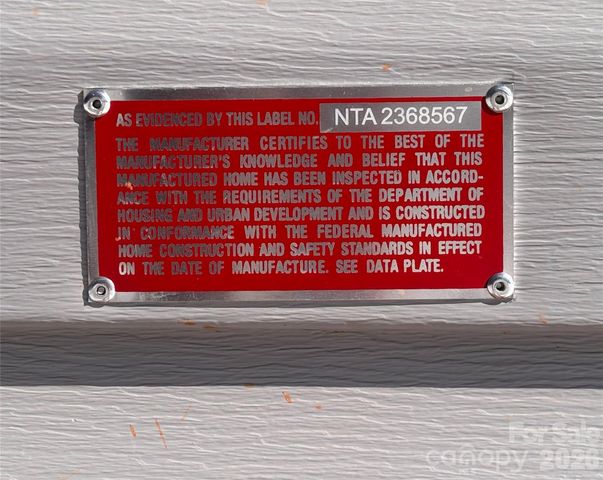 AS EVIDENCED BY THIS LABEL NO. NTA 2368567
THE MANUFACTURER CERTIFIES TO THE BEST OF THE
MANUFACTURER'S KNOWLEDGE AND BELIEF THAT THIS
MANUFACTURED HOME HAS BEEN INSPECTED IN ACCORD-
ANCE WITH THE REQUIREMENTS OF THE DEPARTMENT OF
HOUSING AND URBAN DEVELOPMENT AND IS CONSTRUCTED
IN CONFORMANCE WITH THE FEDERAL MANUFACTURED
HOME CONSTRUCTION AND SAFETY STANDARDS IN EFFECT
ON THE DATE OF MANUFACTURE. SEE DATA PLATE.
For Sale
canopy 2026